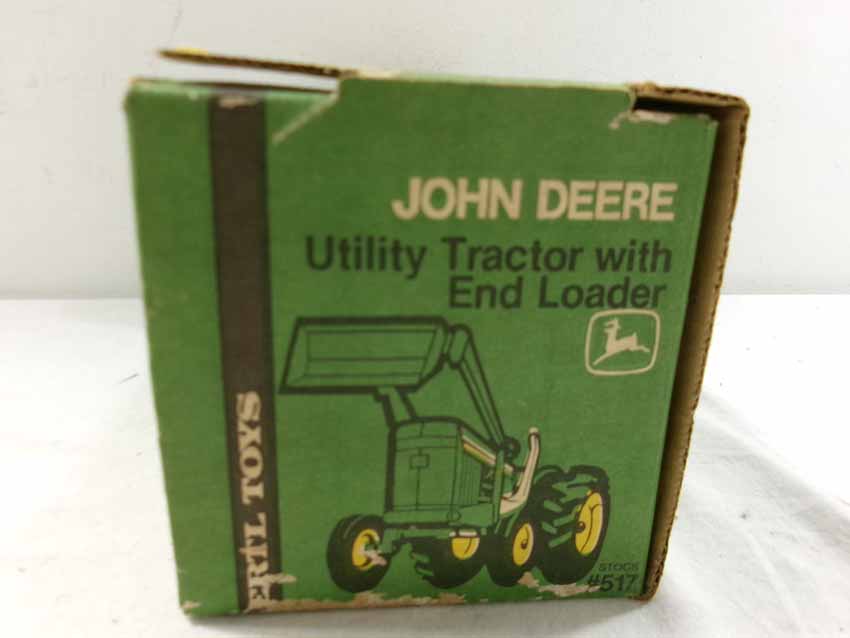 JOHN DEERE
Utility Tractor with
End Loader
ERTL TOYS
STOCK
#517